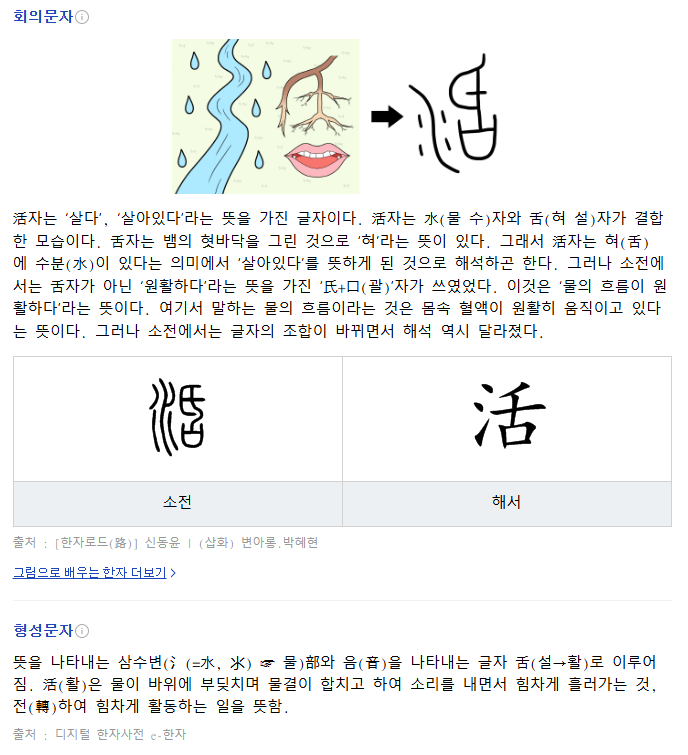 회의문자
活자는 '살다', '살아있다'라는 뜻을 가진 글자이다. 活자는 水(물 수)자와 舌(혀 설)자가 결합
한 모습이다. 舌자는 뱀의 혓바닥을 그린 것으로 '혀'라는 뜻이 있다. 그래서 活자는 혀(舌)
에 수분(水)이 있다는 의미에서 '살아있다'를 뜻하게 된 것으로 해석하곤 한다. 그러나 소전에
서는 舌자가 아닌 '원활하다'라는 뜻을 가진 '氏+口(괄)'자가 쓰였었다. 이것은 '물의 흐름이 원
활하다'라는 뜻이다. 여기서 말하는 물의 흐름이라는 것은 몸속 혈액이 원활히 움직이고 있다
는 뜻이다. 그러나 소전에서는 글자의 조합이 바뀌면서 해석 역시 달라졌다.
活
소전 해서
출처 : [한자로드(路)] 신동윤 | (삽화) 변아롱.박혜현
그림으로 배우는 한자 더보기 >
형성문자
뜻을 나타내는 삼수변(氵(=水, 氺) ☞ 물)部와 음(音)을 나타내는 글자 舌(설→활)로 이루어
짐. 活(활)은 물이 바위에 부딪치며 물결이 합치고 하여 소리를 내면서 힘차게 흘러가는 것,
전(轉)하여 힘차게 활동하는 일을 뜻함.
출처 : 디지털 한자사전 e-한자